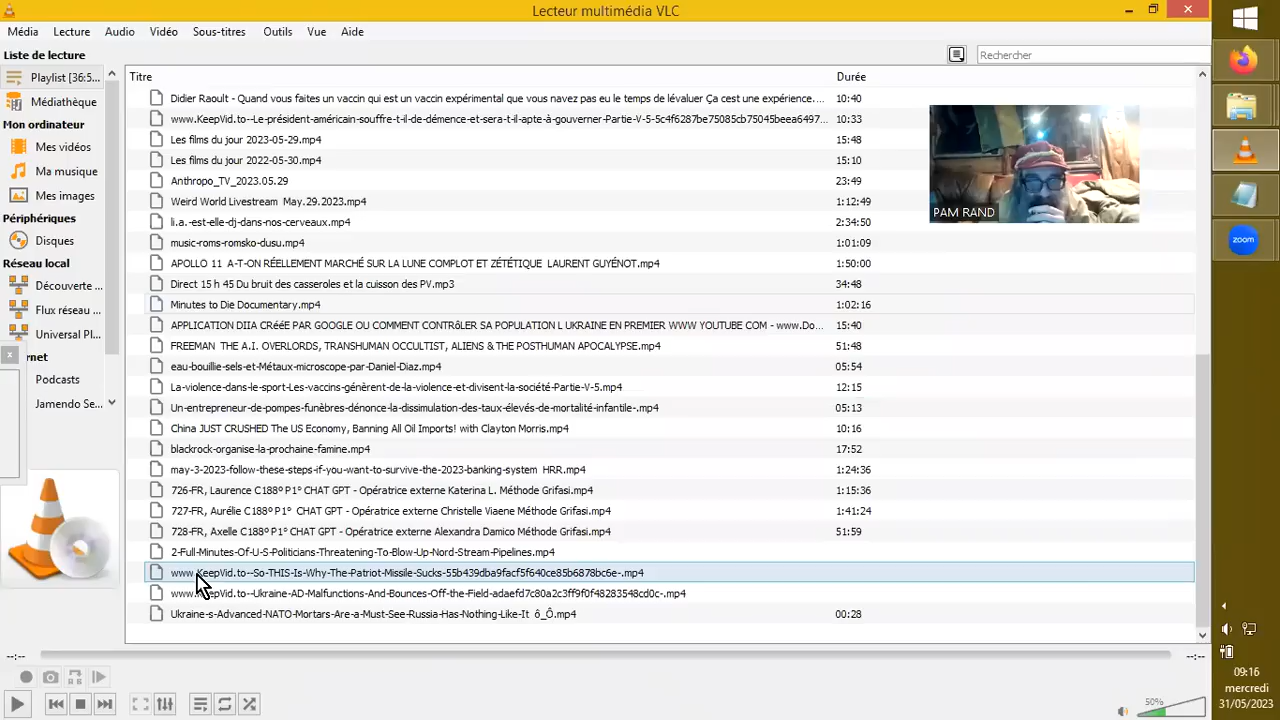 Lecteur multimédia VLC
Média Lecture Audio Vidéo Sous-titres Outils Vue Aide
Liste de lecture
Rechercher
Playlist [36:5...
Médiathèque
Mon ordinateur
Mes vidéos
Ma musique
Mes images
Périphériques
Disques
Réseau local
Découverte ...
Flux réseau ...
Universal Pl...
rnet
Podcasts
Jamendo Se...
Titre Durée
Didier Raoult - Quand vous faites un vaccin qui est un vaccin expérimental que vous navez pas eu le temps de lévaluer Ça cest une expérience.... 10:40
www.KeepVid.to--Le-président-américain-souffre-t-il-de-démence-et-sera-t-il-apte-à-gouverner-Partie-V-5-5c4f6287be75085cb75045beea6497... 10:33
Les films du jour 2023-05-29.mp4 15:48
Les films du jour 2022-05-30.mp4 15:10
Anthropo_TV_2023.05.29 23:49
Weird World Livestream May.29.2023.mp4 1:12:49
li.a.-est-elle-dj-dans-nos-cerveaux.mp4 2:34:50
music-roms-romsko-dusu.mp4 1:01:09
APOLLO 11 A-T-ON RÉELLEMENT MARCHÉ SUR LA LUNE COMPLOT ET ZÉTÉTIQUE LAURENT GUYÉNOT.mp4 1:50:00
Direct 15 h 45 Du bruit des casseroles et la cuisson des PV.mp3 34:48
Minutes to Die Documentary.mp4 1:02:16
APPLICATION DIIA CRééE PAR GOOGLE OU COMMENT CONTRôLER SA POPULATION L UKRAINE EN PREMIER WWW YOUTUBE COM - www.Do... 15:40
FREEMAN THE A.I. OVERLORDS, TRANSHUMAN OCCULTIST, ALIENS & THE POSTHUMAN APOCALYPSE.mp4 51:48
eau-bouillie-sels-et-Métaux-microscope-par-Daniel-Diaz.mp4 05:54
La-violence-dans-le-sport-Les-vaccins-génèrent-de-la-violence-et-divisent-la-société-Partie-V-5.mp4 12:15
Un-entrepreneur-de-pompes-funèbres-dénonce-la-dissimulation-des-taux-élevés-de-mortalité-infantile-.mp4 05:13
China JUST CRUSHED The US Economy, Banning All Oil Imports! with Clayton Morris.mp4 10:16
blackrock-organise-la-prochaine-famine.mp4 17:52
may-3-2023-follow-these-steps-if-you-want-to-survive-the-2023-banking-system HRR.mp4 1:24:36
726-FR, Laurence C188º P1° CHAT GPT - Opératrice externe Katerina L. Méthode Grifasi.mp4 1:15:36
727-FR, Aurélie C188º P1° CHAT GPT - Opératrice externe Christelle Viaene Méthode Grifasi.mp4 1:41:24
728-FR, Axelle C188º P1° CHAT GPT - Opératrice externe Alexandra Damico Méthode Grifasi.mp4 51:59
2-Full-Minutes-Of-U-S-Politicians-Threatening-To-Blow-Up-Nord-Stream-Pipelines.mp4
www.KeepVid.to--So-THIS-Is-Why-The-Patriot-Missile-Sucks-55b439dba9facf5f640ce85b6878bc6e-.mp4
www.KeepVid.to--Ukraine-AD-Malfunctions-And-Bounces-Off-the-Field-adaefd7c80a2c3ff9f0f48283548cd0c-.mp4
Ukraine-s-Advanced-NATO-Mortars-Are-a-Must-See-Russia-Has-Nothing-Like-It ô_Ô.mp4 00:28
PAM RAND
zoom
--:-- --:--
50%
09:16
mercredi
31/05/2023